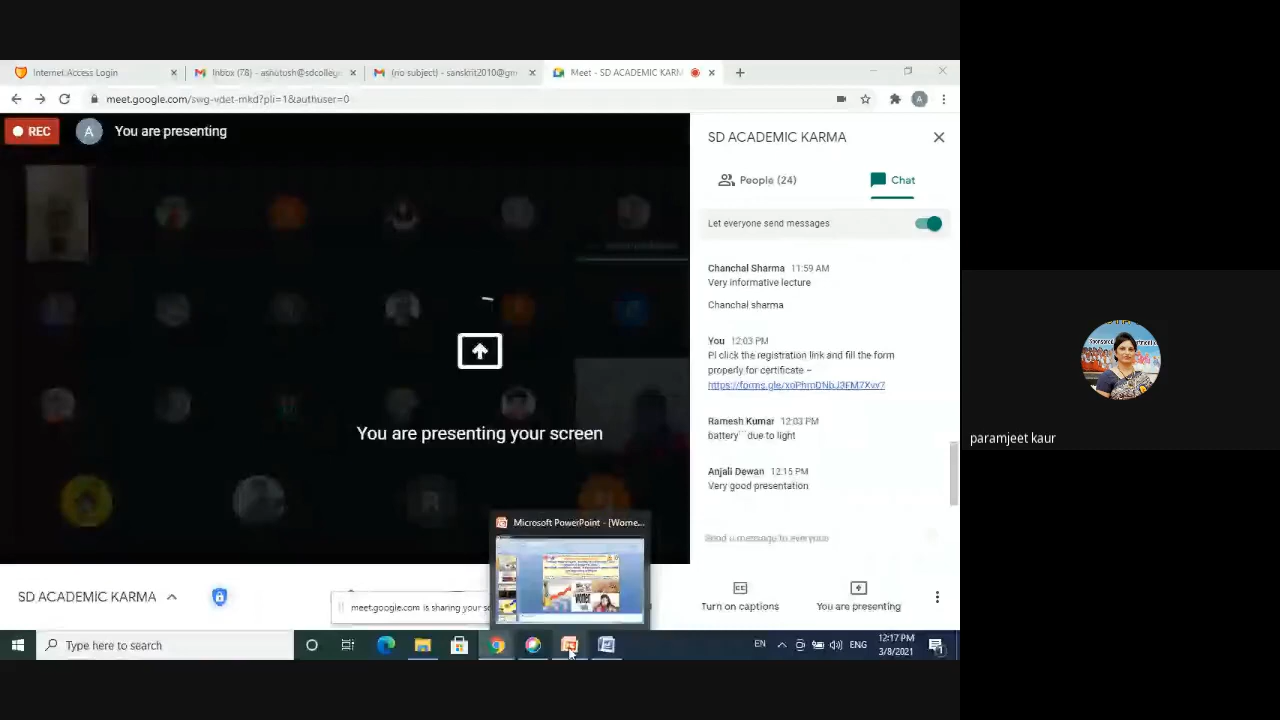 Internet Access Login
Inbox (78) - ashutosh@sdcolleg
(no subject) - sanskrit2010@gm
Meet - SD ACADEMIC KARM
meet.google.com/swg-vdet-mkd?pli=1&authuser=0
REC
A
You are presenting
SD ACADEMIC KARMA
People (24)
Chat
Let everyone send messages
Chanchal Sharma 11:59 AM
Very informative lecture
Chanchal sharma
You 12:03 PM
Pl click the registration link and fill the form
properly for certificate –
Ramesh Kumar 12:03 PM
battery``due to light
Anjali Dewan 12:15 PM
Very good presentation
Send a message to everyone
You are presenting your screen
paramjeet kaur
Microsoft PowerPoint - [Wome...
SD ACADEMIC KARMA
meet.google.com is sharing your sc
Turn on captions
You are presenting
Type here to search
EN
ENG
12:17 PM
3/8/2021